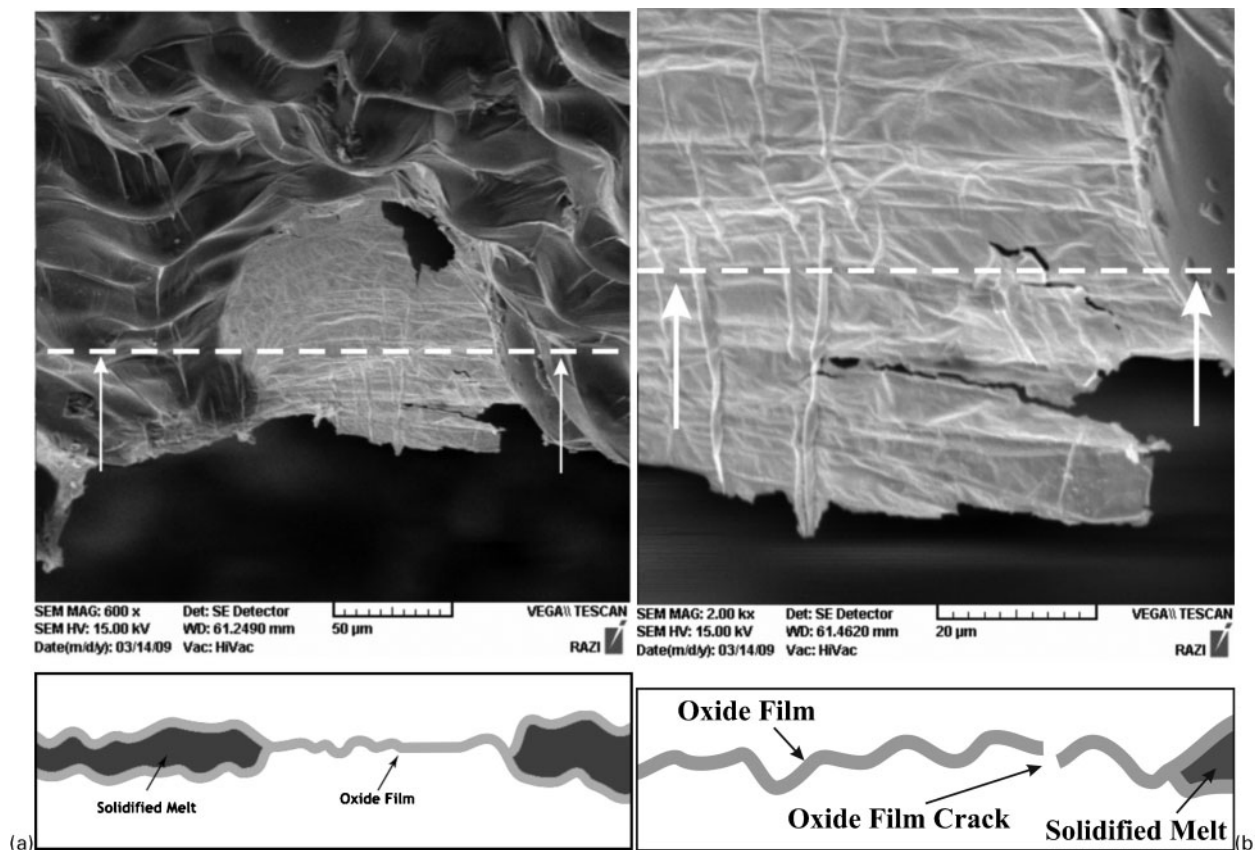 SEM MAG: 600 x Det: SE Detector VEGA\\ TESCAN
SEM HV: 15.00 kV WD: 61.2490 mm 50 µm
Date(m/d/y): 03/14/09 Vac: HiVac RAZI
SEM MAG: 2.00 kx Det: SE Detector VEGA\\ TESCAN
SEM HV: 15.00 kV WD: 61.4620 mm 20 µm
Date(m/d/y): 03/14/09 Vac: HiVac RAZI
Solidified Melt
Oxide Film
(a)
Oxide Film
Oxide Film Crack
Solidified Melt
(b